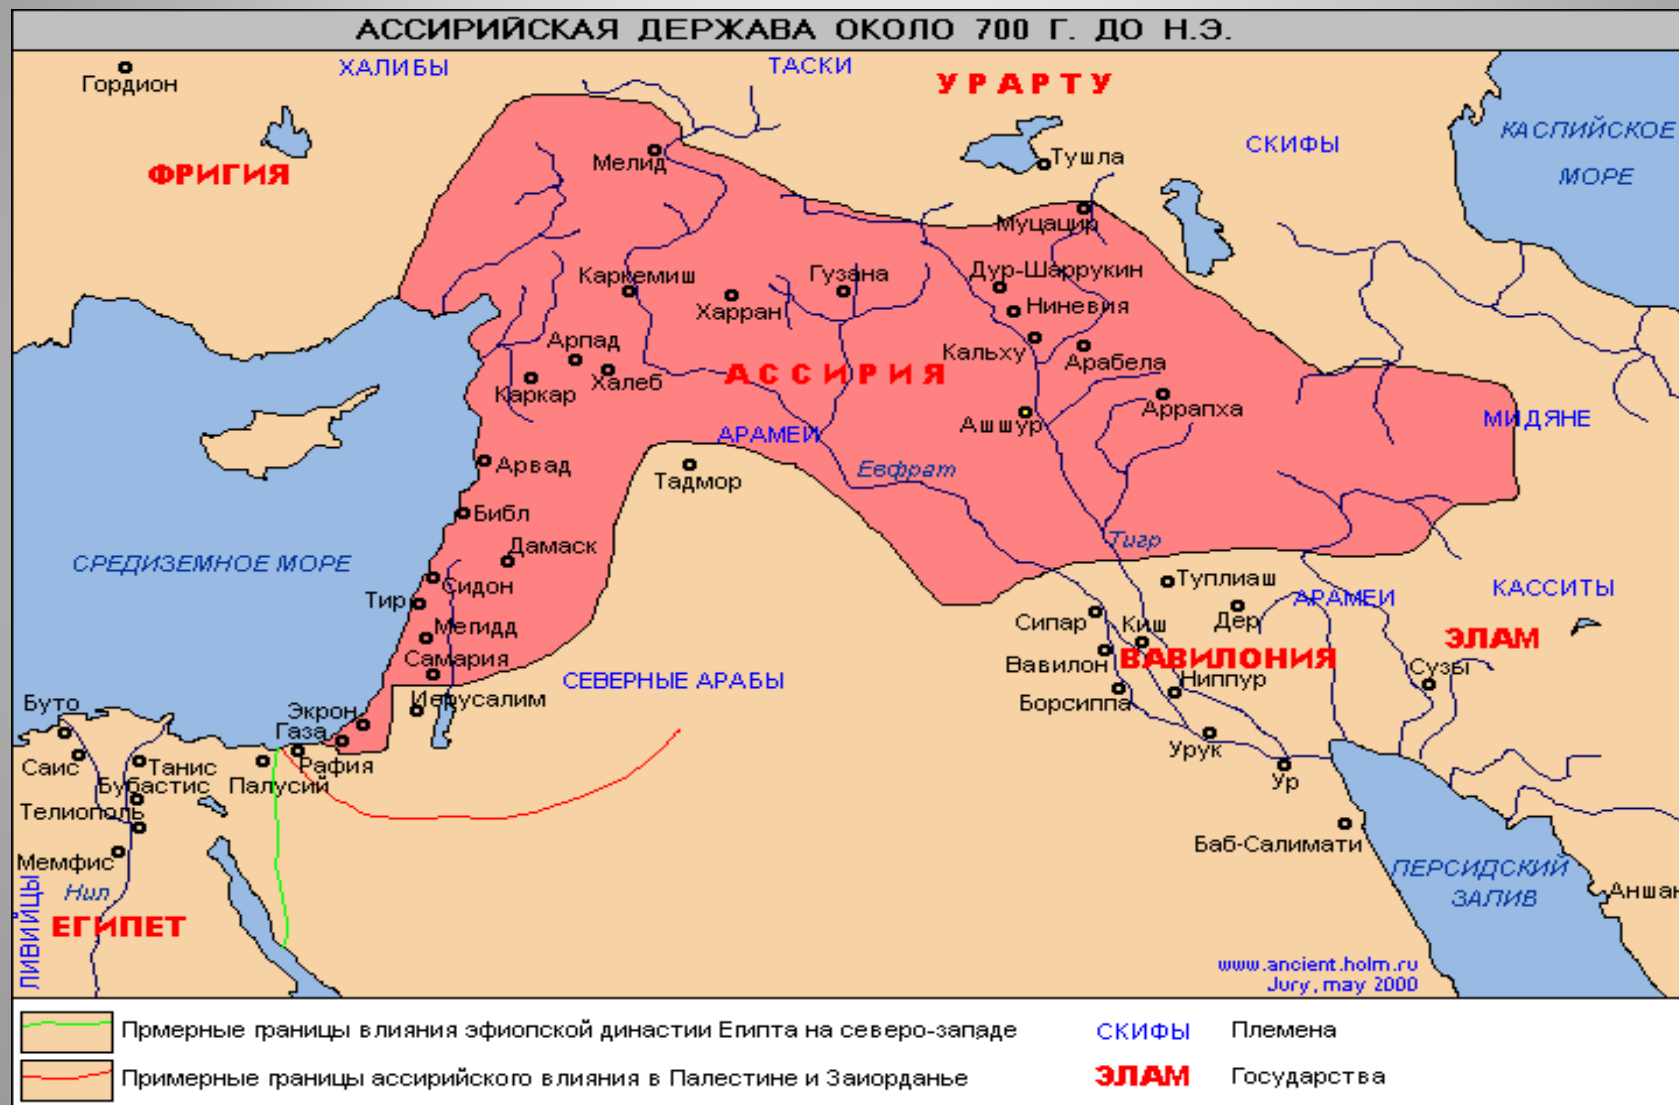 АССИРИЙСКАЯ ДЕРЖАВА ОКОЛО 700 Г. ДО Н.Э.
Гордион
ХАЛИБЫ
ТАСКИ
УРАРТУ
КАСПИЙСКОЕ
МОРЕ
СКИФЫ
Тушпа
ФРИГИЯ
Мелид
Муцацир
Каркемиш
Харран
Гузана
Дур-Шаррукин
Ниневия
Кальху
Арабела
Арпад
Халеб
Каркар
АССИРИЯ
Аррапха
Ашшур
МИДЯНЕ
АРАМЕИ
Евфрат
Арвад
Тадмор
Библ
Тигр
СРЕДИЗЕМНОЕ МОРЕ
Дамаск
Сидон
Тир
Туплиаш
КАССИТЫ
АРАМЕИ
Мегидд
Сипар
Киш
Дер
ЭЛАМ
Самария
Вавилон
ВАВИЛОНИЯ
Сузы
СЕВЕРНЫЕ АРАБЫ
Ниппур
Иерусалим
Борсиппа
Буто
Экрон
Газа
Урук
Саис
Танис
Рафия
Бубастис
Палусий
Ур
Телиополь
Баб-Салимати
Мемфис
Нил
ПЕРСИДСКИЙ
ЗАЛИВ
Аншан
ЛИВИЙЦЫ
ЕГИПЕТ
www.ancient.holm.ru
Jury, may 2000
Прмерные границы влияния эфиопской династии Египта на северо-западе
СКИФЫ Племена
Примерные границы ассирийского влияния в Палестине и Заиорданье
ЭЛАМ Государства